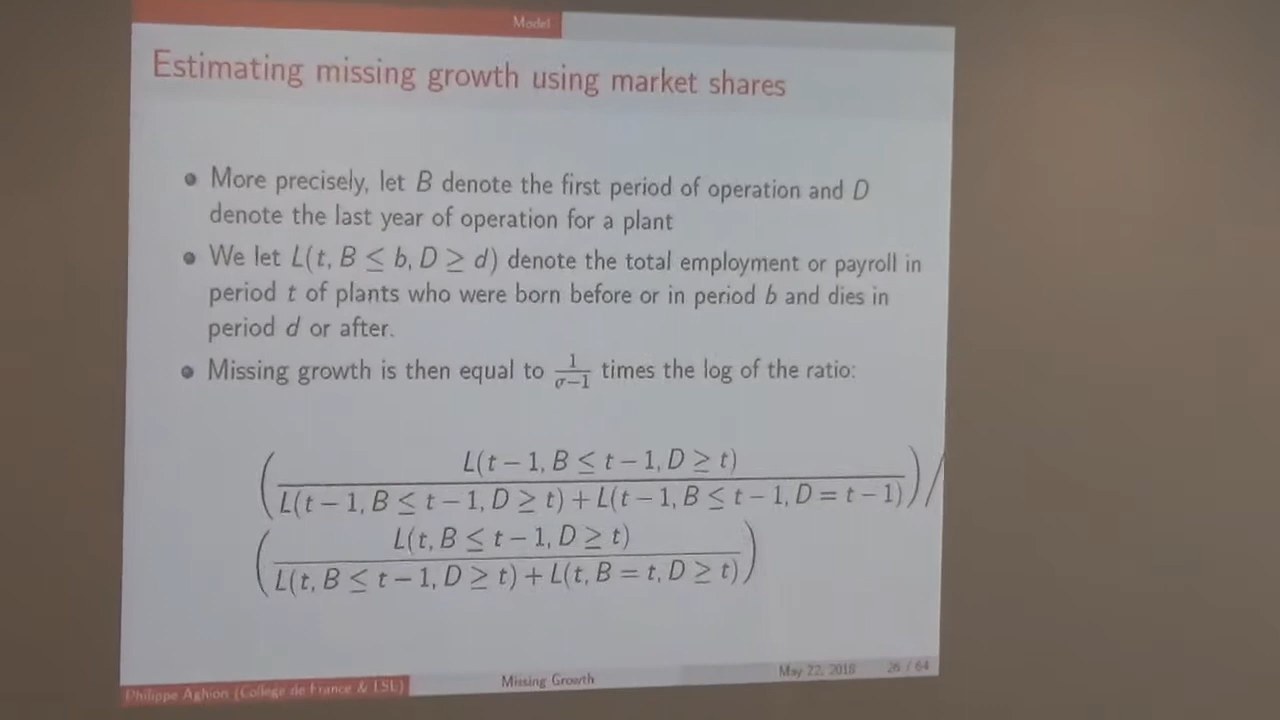 Model
Estimating missing growth using market shares
• More precisely, let B denote the first period of operation and D
denote the last year of operation for a plant
• We let L(t, B ≤ b, D ≥ d) denote the total employment or payroll in
period t of plants who were born before or in period b and dies in
period d or after.
• Missing growth is then equal to 1/(σ−1) times the log of the ratio:
( L(t − 1, B ≤ t − 1, D ≥ t)
L(t − 1, B ≤ t − 1, D ≥ t) + L(t − 1, B ≤ t − 1, D = t − 1) ) /
( L(t, B ≤ t − 1, D ≥ t)
L(t, B ≤ t − 1, D ≥ t) + L(t, B = t, D ≥ t) )
Philippe Aghion (Collège de France & LSE) Missing Growth May 22, 2018 26 / 64